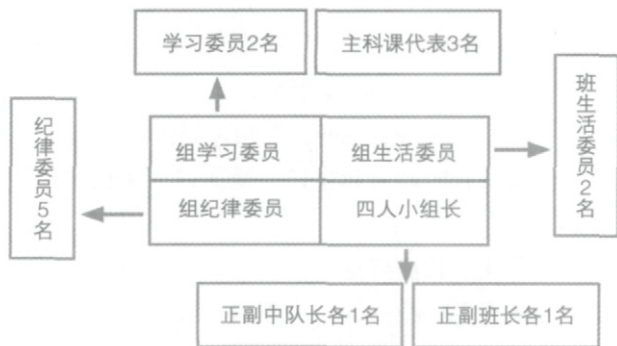 学习委员2名
主科课代表3名
班生活委员2名
纪律委员5名
组学习委员
组生活委员
组纪律委员
四人小组长
正副中队长各1名
正副班长各1名